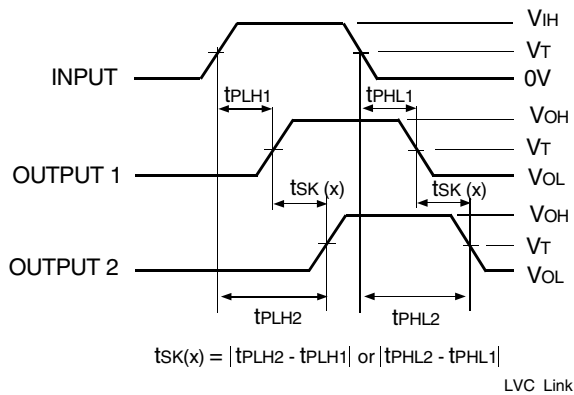 VIH
VT
INPUT
0V
tPLH1
tPHL1
VOH
VT
OUTPUT 1
tSK (x)
tSK (x)
VOL
VOH
VT
OUTPUT 2
VOL
tPLH2
tPHL2
tSK(x) = |tPLH2 - tPLH1| or |tPHL2 - tPHL1|
LVC Link